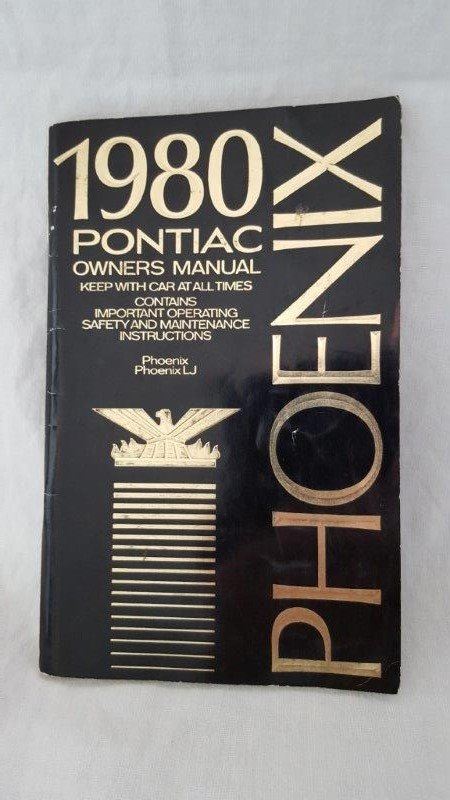 1980
PONTIAC
OWNERS MANUAL
KEEP WITH CAR AT ALL TIMES
CONTAINS
IMPORTANT OPERATING
SAFETY AND MAINTENANCE
INSTRUCTIONS
Phoenix
Phoenix LJ
PHOENIX